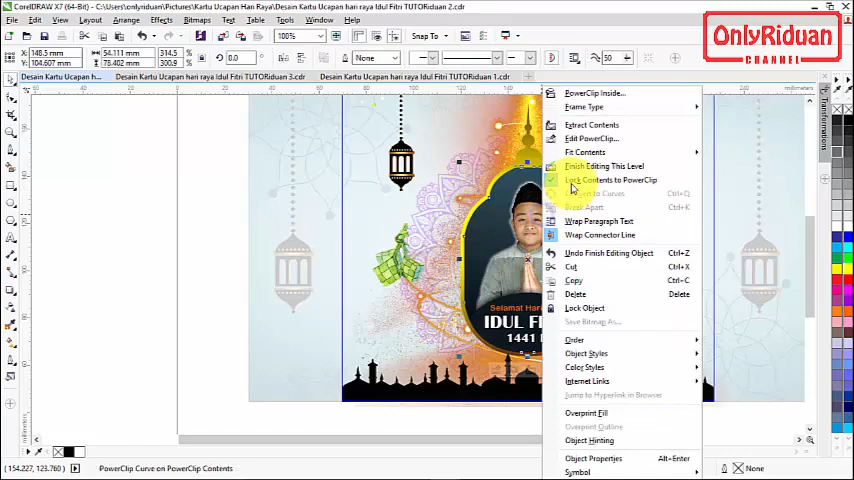 CorelDRAW X7 (64-Bit) - C:\Users\onlyriduan\Pictures\Kartu Ucapan Hari Raya\Desain Kartu Ucapan hari raya Idul Fitri TUTORiduan 2.cdr
OnlyRiduan
CHANNEL
File Edit View Layout Arrange Effects Bitmaps Text Table Tools Window Help
100% Snap To
X: 148.5 mm 54.111 mm 314.5 0.0 None 50
Y: 104.607 mm 78.402 mm 300.9
Desain Kartu Ucapan h... Desain Kartu Ucapan hari raya Idul Fitri TUTORiduan 3.cdr Desain Kartu Ucapan hari raya Idul Fitri TUTORiduan 1.cdr
millimeters
Transformations
PowerClip Inside...
Frame Type
Extract Contents
Edit PowerClip...
Fit Contents
Finish Editing This Level
Lock Contents to PowerClip
to Curves Ctrl+Q
Break Apart Ctrl+K
Wrap Paragraph Text
Wrap Connector Line
Undo Finish Editing Object Ctrl+Z
Cut Ctrl+X
Copy Ctrl+C
Delete Delete
Lock Object
Save Bitmap As...
Order
Object Styles
Color Styles
Internet Links
Jump to Hyperlink in Browser
Overprint Fill
Overprint Outline
Object Hinting
Object Properties Alt+Enter
Symbol
Selamat Har
IDUL FI
1441
millimeters
( 154.227, 123.760 ) PowerClip Curve on PowerClip Contents None